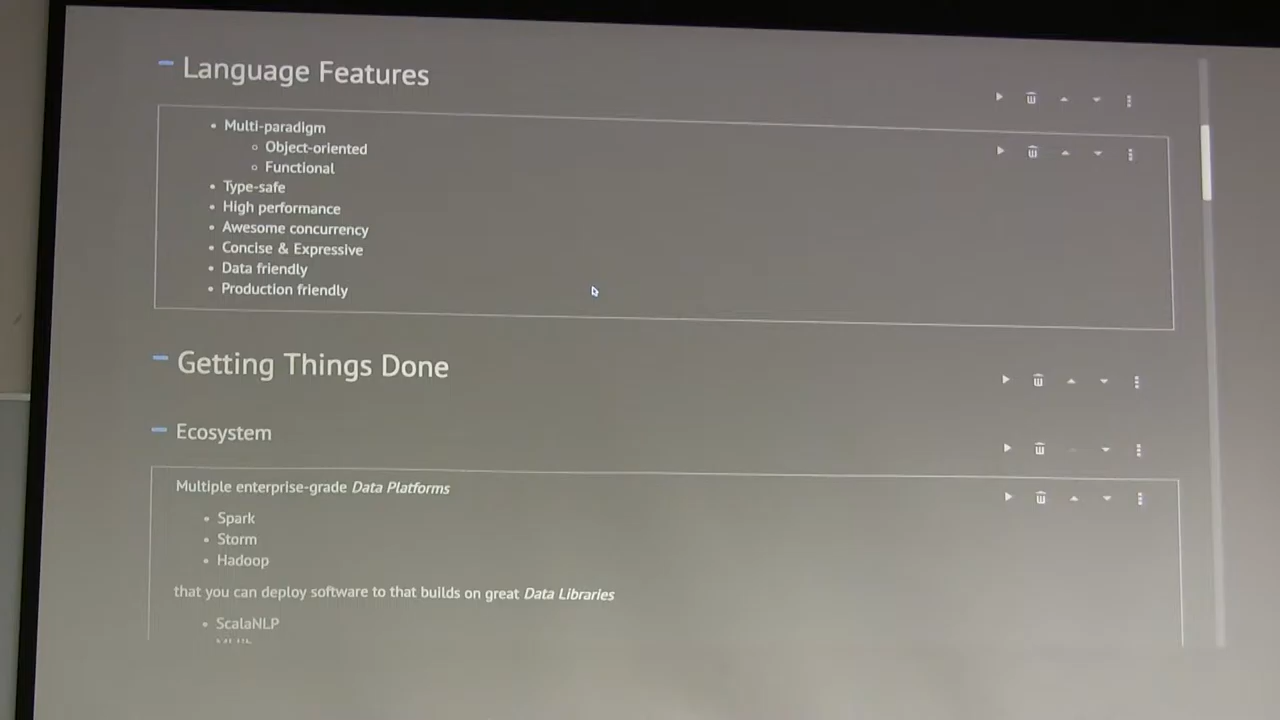 Language Features
Multi-paradigm
Object-oriented
Functional
Type-safe
High performance
Awesome concurrency
Concise & Expressive
Data friendly
Production friendly
Getting Things Done
Ecosystem
Multiple enterprise-grade Data Platforms
Spark
Storm
Hadoop
that you can deploy software to that builds on great Data Libraries
ScalaNLP